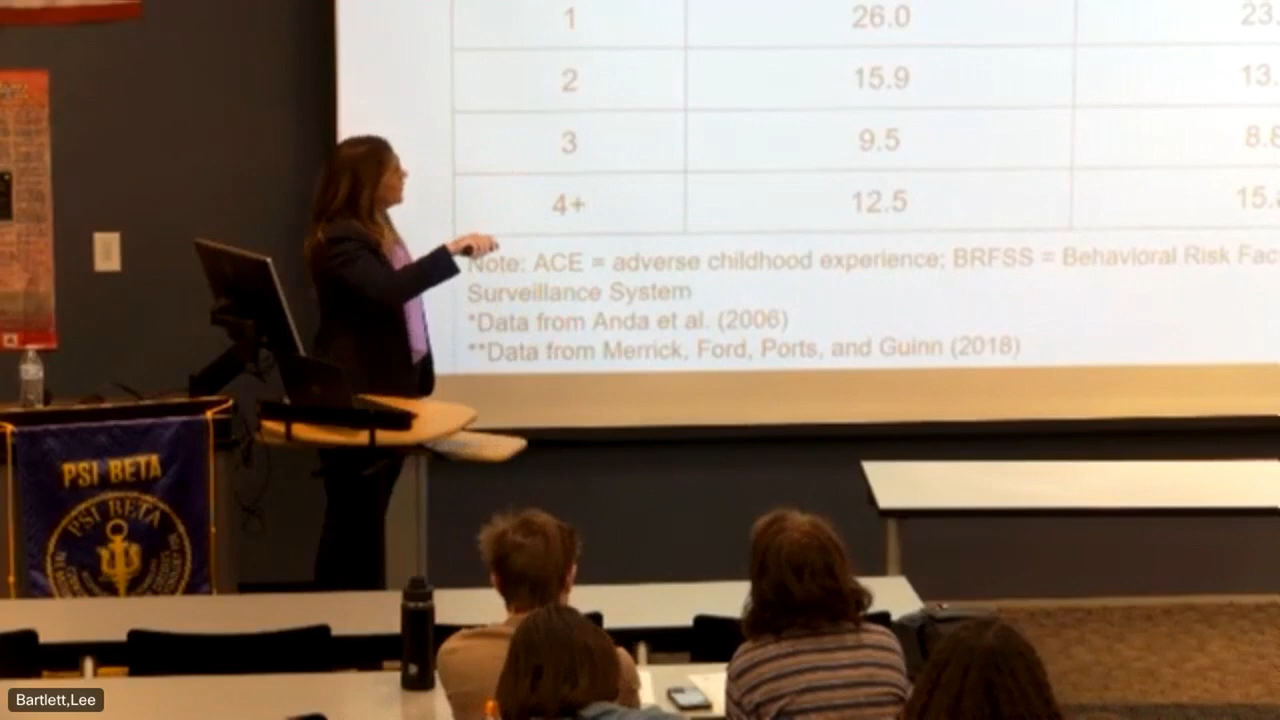 1 26.0 23.
2 15.9 13.
3 9.5 8.8
4+ 12.5 15.
Note: ACE = adverse childhood experience; BRFSS = Behavioral Risk Fac
Surveillance System
*Data from Anda et al. (2006)
**Data from Merrick, Ford, Ports, and Guinn (2018)
PSI BETA
PSI BETA
Bartlett,Lee